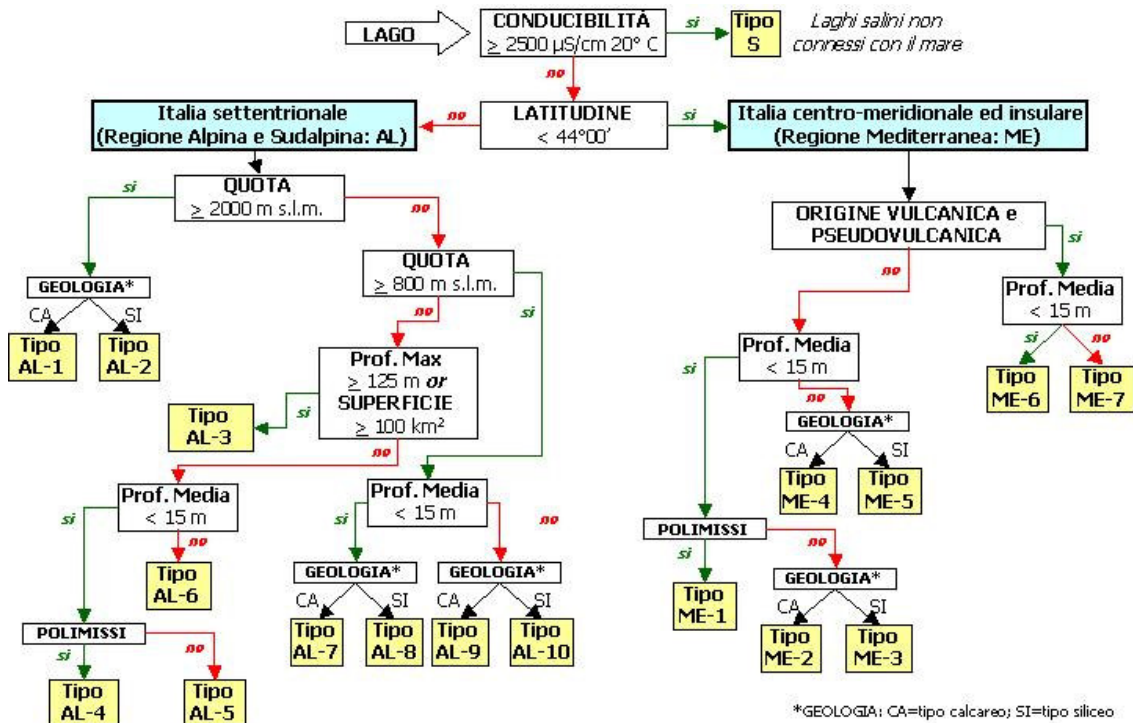 LAGO
CONDUCIBILITÀ
≥ 2500 µS/cm 20° C
si
Tipo
S
Laghi salini non
connessi con il mare
no
Italia settentrionale
(Regione Alpina e Sudalpina: AL)
no
LATITUDINE
< 44°00'
si
Italia centro-meridionale ed insulare
(Regione Mediterranea: ME)
si
QUOTA
≥ 2000 m s.l.m.
no
ORIGINE VULCANICA e
PSEUDOVULCANICA
si
no
QUOTA
≥ 800 m s.l.m.
si
no
GEOLOGIA*
CA
SI
Tipo
AL-1
Tipo
AL-2
Prof. Media
< 15 m
si
no
Tipo
ME-6
Tipo
ME-7
Prof. Max
≥ 125 m or
SUPERFICIE
≥ 100 km²
si
no
Tipo
AL-3
Prof. Media
< 15 m
si
no
GEOLOGIA*
CA
SI
Tipo
ME-4
Tipo
ME-5
Prof. Media
< 15 m
si
no
Tipo
AL-6
Prof. Media
< 15 m
si
no
GEOLOGIA*
CA
SI
Tipo
AL-7
Tipo
AL-8
GEOLOGIA*
CA
SI
Tipo
AL-9
Tipo
AL-10
POLIMISSI
si
no
Tipo
ME-1
GEOLOGIA*
CA
SI
Tipo
ME-2
Tipo
ME-3
POLIMISSI
si
no
Tipo
AL-4
Tipo
AL-5
*GEOLOGIA: CA=tipo calcareo; SI=tipo siliceo